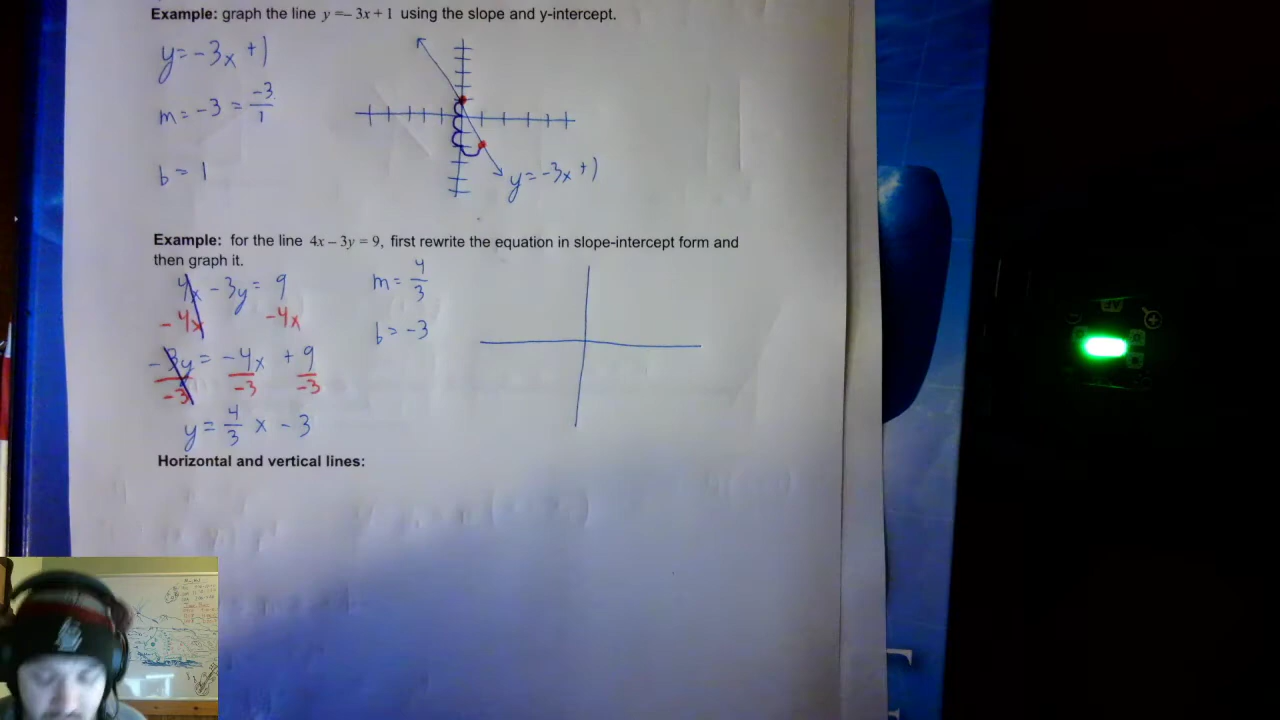 Example: graph the line y = – 3x + 1 using the slope and y-intercept.
y = -3x + 1
m = -3 = -3/1
b = 1
y = -3x + 1
Example: for the line 4x – 3y = 9, first rewrite the equation in slope-intercept form and
then graph it.
4x - 3y = 9
-4x -4x
-3y = -4x + 9
-3 -3 -3
y = 4/3 x - 3
m = 4/3
b = -3
Horizontal and vertical lines: